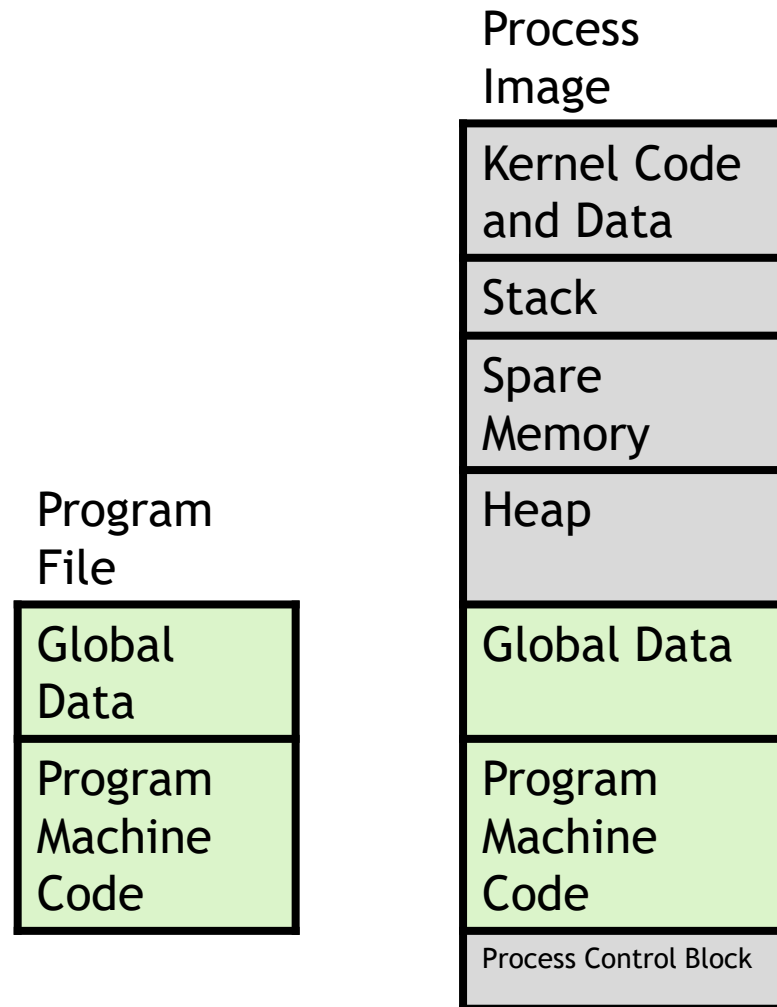 Program
File
Global
Data
Program
Machine
Code
Process
Image
Kernel Code
and Data
Stack
Spare
Memory
Heap
Global Data
Program
Machine
Code
Process Control Block